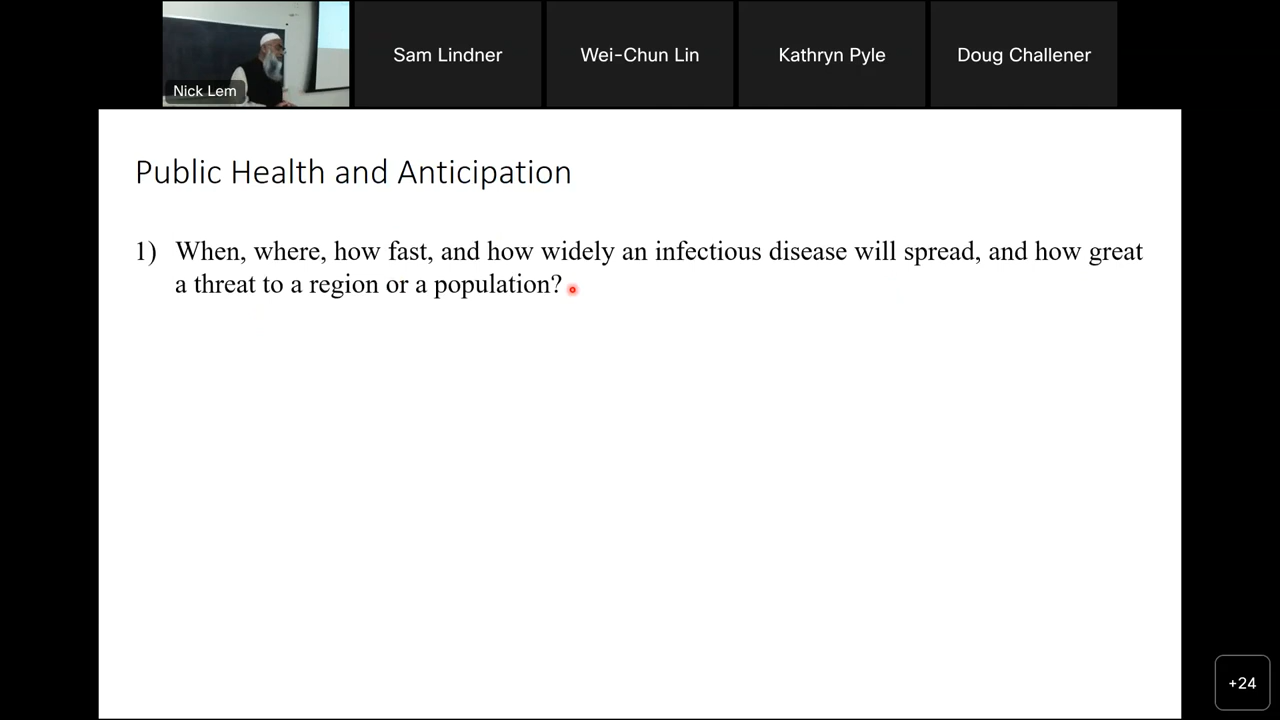 Nick Lem
Sam Lindner
Wei-Chun Lin
Kathryn Pyle
Doug Challener
Public Health and Anticipation
1) When, where, how fast, and how widely an infectious disease will spread, and how great
a threat to a region or a population?
+24